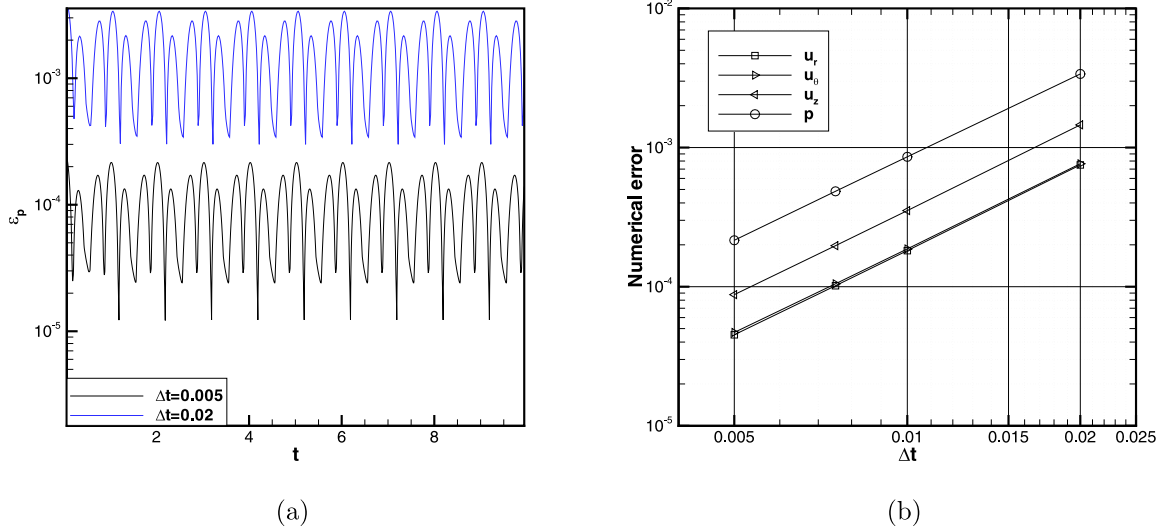 10⁻³
10⁻⁴
10⁻⁵
εₚ
Δt=0.005
Δt=0.02
2
4
6
8
t
(a)
10⁻²
10⁻³
10⁻⁴
10⁻⁵
Numerical error
u_r
u_θ
u_z
p
0.005
0.01
0.015
0.02
0.025
Δt
(b)